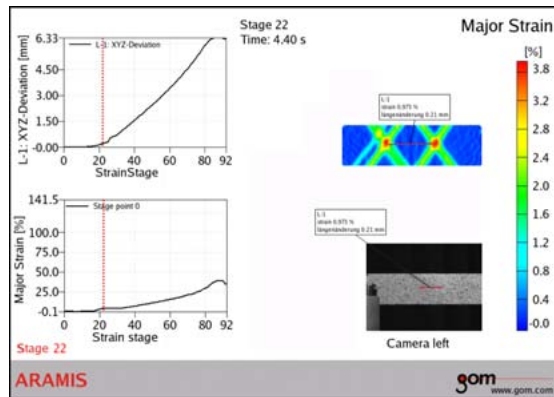 Stage 22
Time: 4.40 s
Major Strain
[%]
3.8
3.2
2.8
2.4
2.0
1.6
1.2
0.8
0.4
-0.0
L-1: XYZ-Deviation [mm]
6.33
4.50
3.00
1.50
-0.00
L-1: XYZ-Deviation
0 20 40 60 80 92
StrainStage
L-1
strain 0.975 %
längenänderung 0.21 mm
Major Strain [%]
141.5
100.0
75.0
50.0
25.0
-0.1
Stage point 0
0 20 40 60 80 92
Strain stage
L-1
strain 0.975 %
längenänderung 0.21 mm
Camera left
Stage 22
ARAMIS
gom
www.gom.com